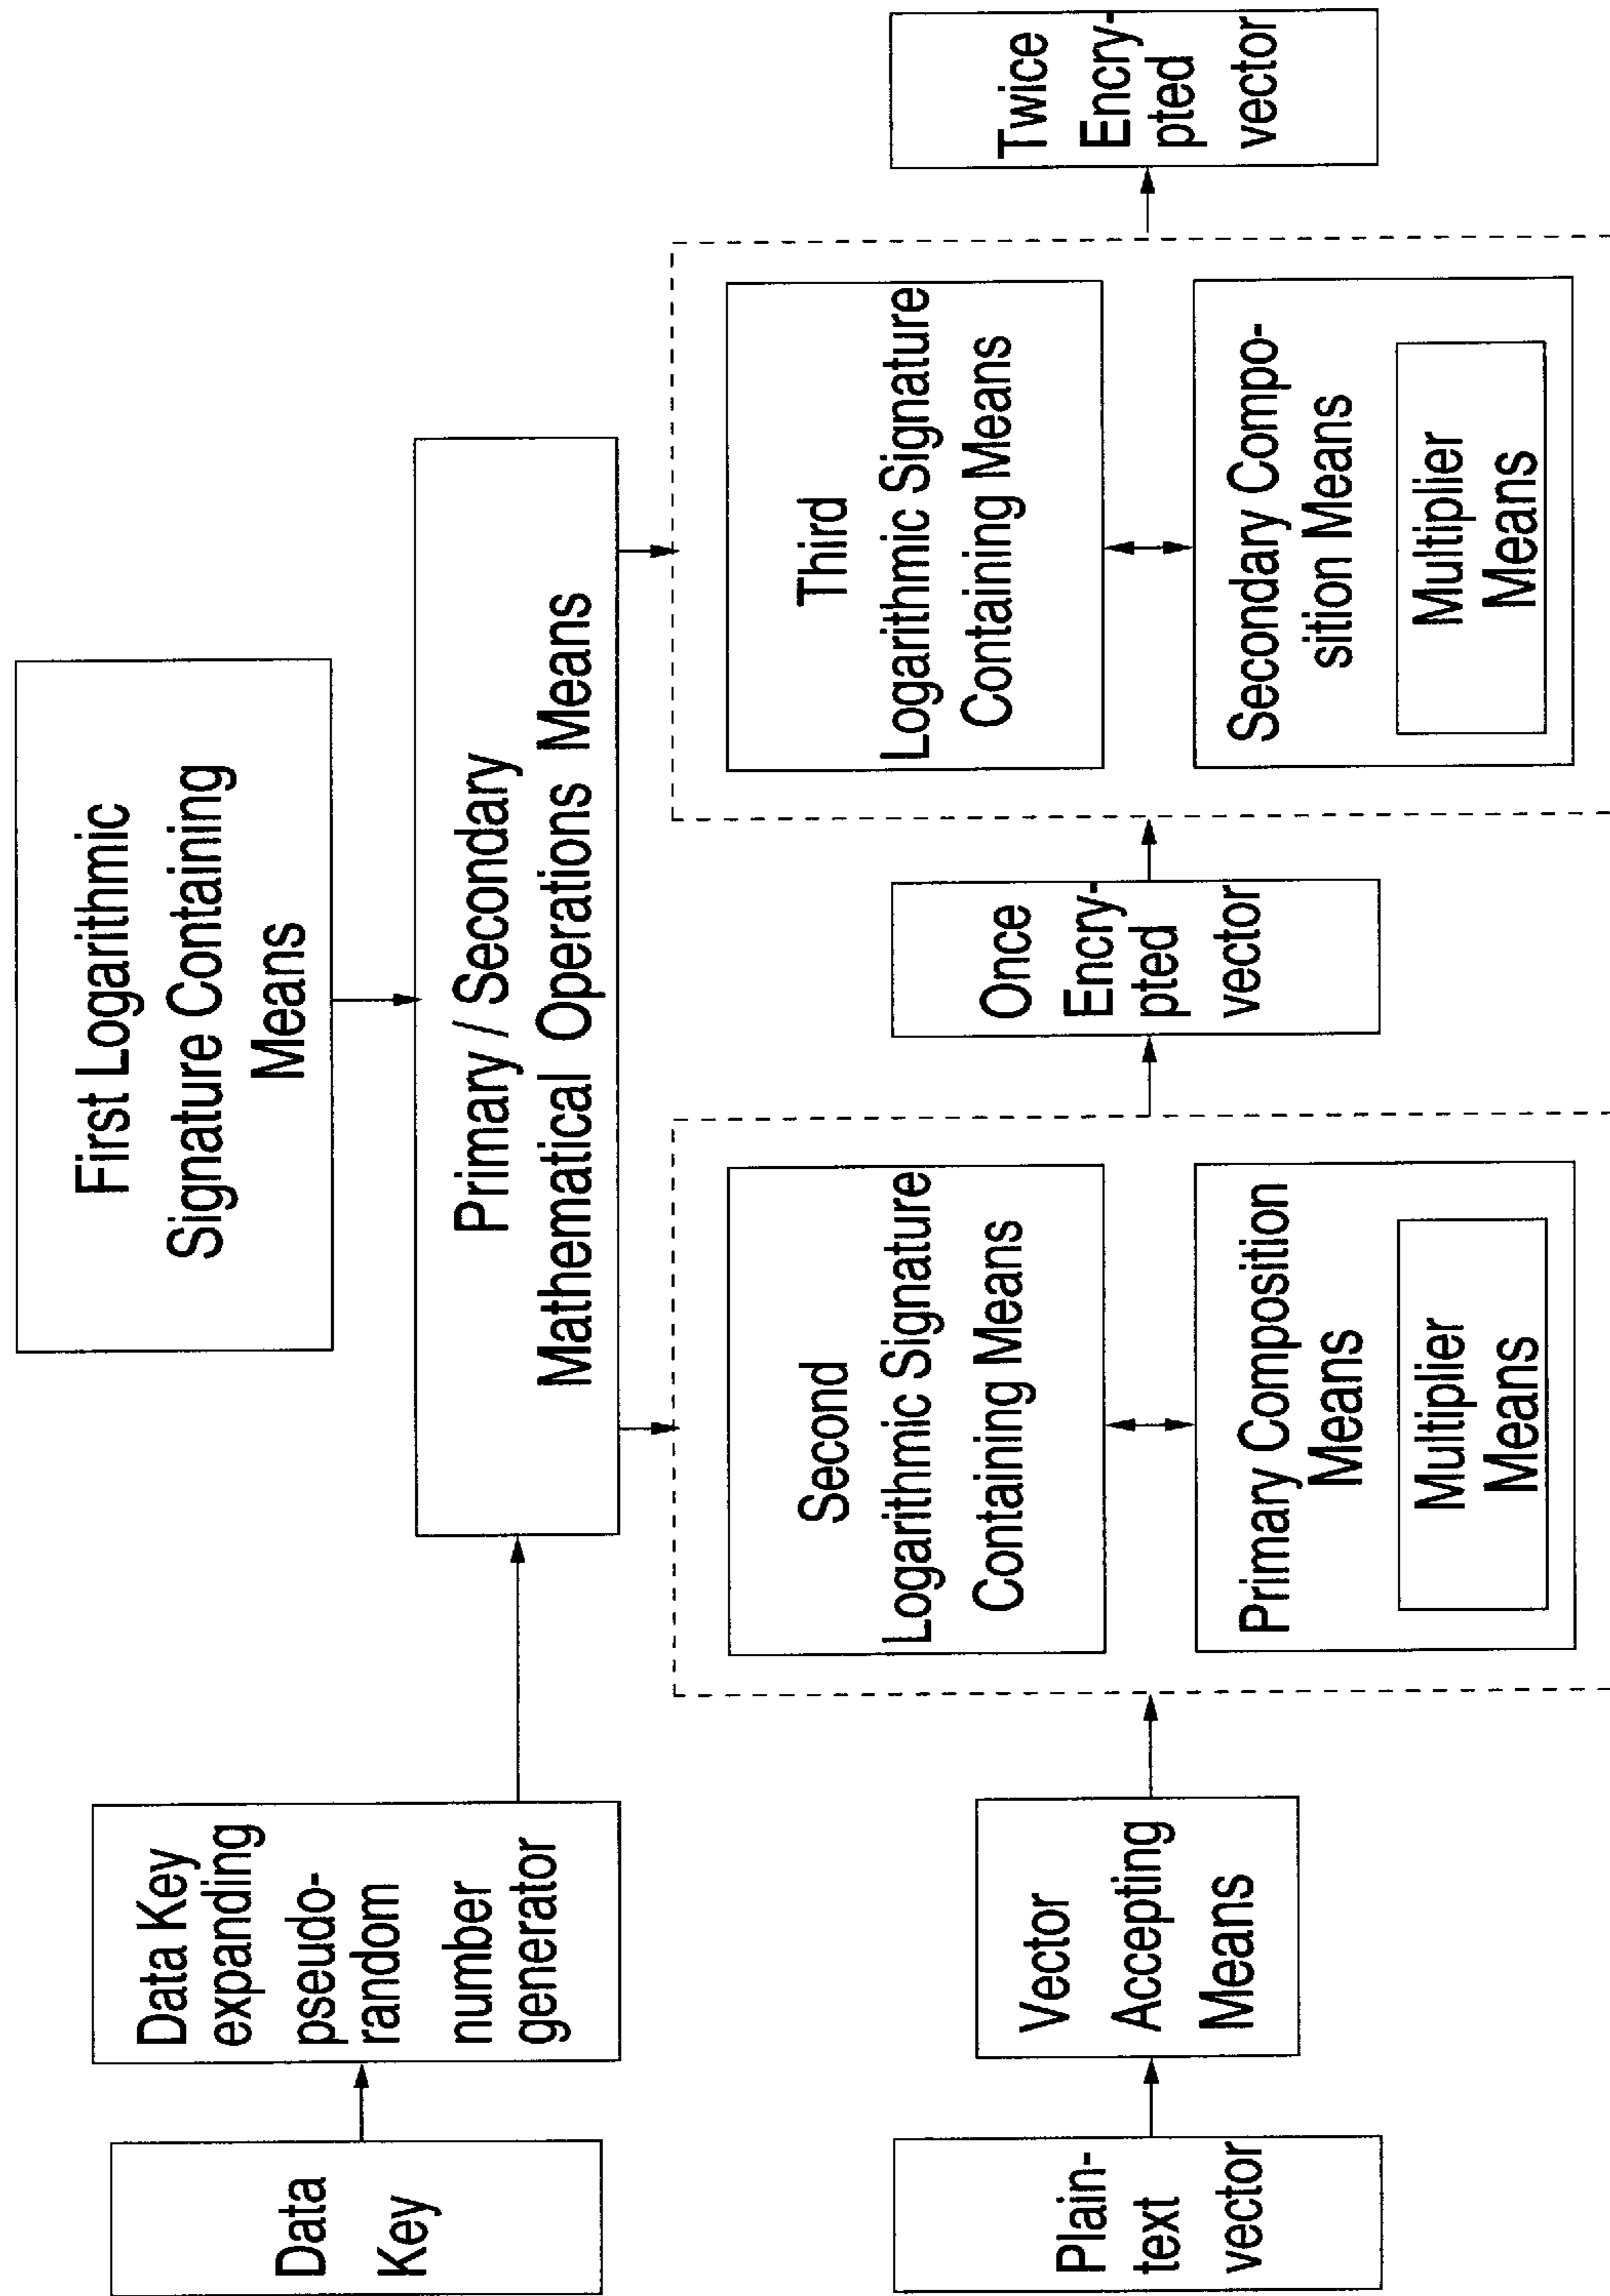 First Logarithmic
Signature Containing
Means
Data
Key
Data Key
expanding
pseudo-
random
number
generator
Primary / Secondary
Mathematical Operations Means
Plain-
text
vector
Vector
Accepting
Means
Second
Logarithmic Signature
Containing Means
Primary Composition
Means
Multiplier
Means
Once
Encry-
pted
vector
Third
Logarithmic Signature
Containing Means
Secondary Compo-
sition Means
Multiplier
Means
Twice
Encry-
pted
vector